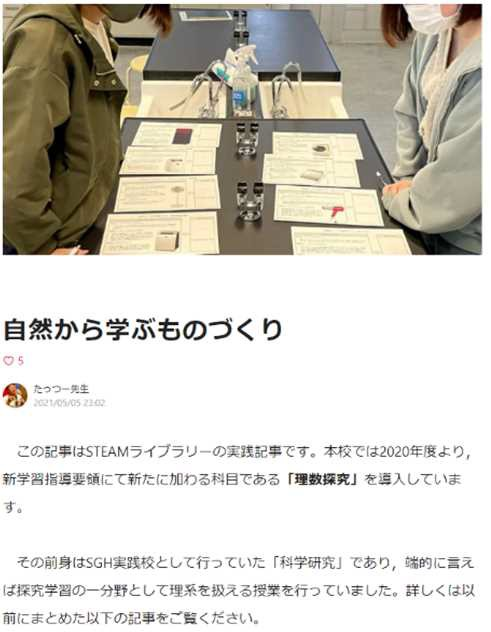 自然から学ぶものづくり
♡ 5
たっつー先生
2021/05/05 23:02
この記事はSTEAMライブラリーの実践記事です。本校では2020年度より，
新学習指導要領にて新たに加わる科目である「理数探究」を導入していま
す。
その前身はSGH実践校として行っていた「科学研究」であり，端的に言え
ば探究学習の一分野として理系を扱える授業を行っていました。詳しくは以
前にまとめた以下の記事をご覧ください。